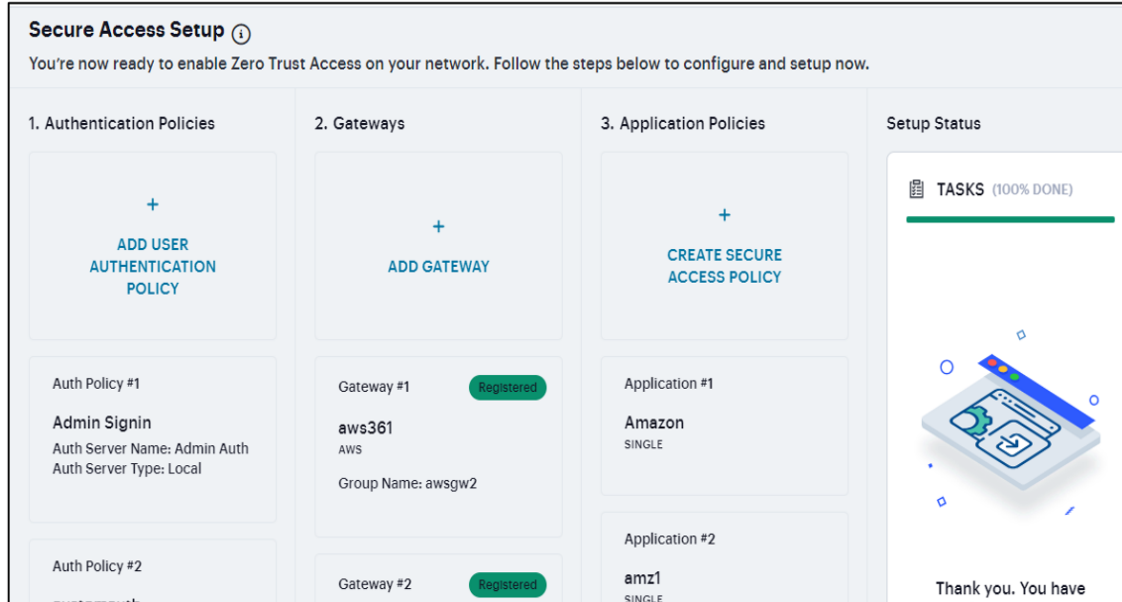 Secure Access Setup
You're now ready to enable Zero Trust Access on your network. Follow the steps below to configure and setup now.
1. Authentication Policies
+
ADD USER
AUTHENTICATION
POLICY
Auth Policy #1
Admin Signin
Auth Server Name: Admin Auth
Auth Server Type: Local
Auth Policy #2
2. Gateways
+
ADD GATEWAY
Gateway #1
Registered
aws361
AWS
Group Name: awsgw2
Gateway #2
Registered
3. Application Policies
+
CREATE SECURE
ACCESS POLICY
Application #1
Amazon
SINGLE
Application #2
amz1
SINGLE
Setup Status
TASKS (100% DONE)
Thank you. You have